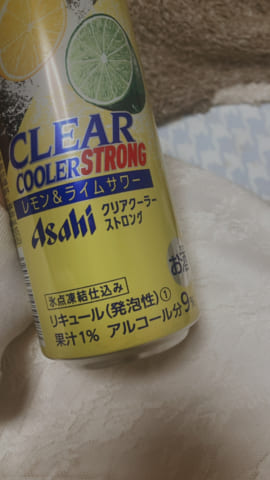 CLEAR
COOLER STRONG
レモン&ライムサワー
Asahi クリアクーラー
ストロング
お酒
氷点凍結仕込み
リキュール(発泡性)①
果汁1% アルコール分9%